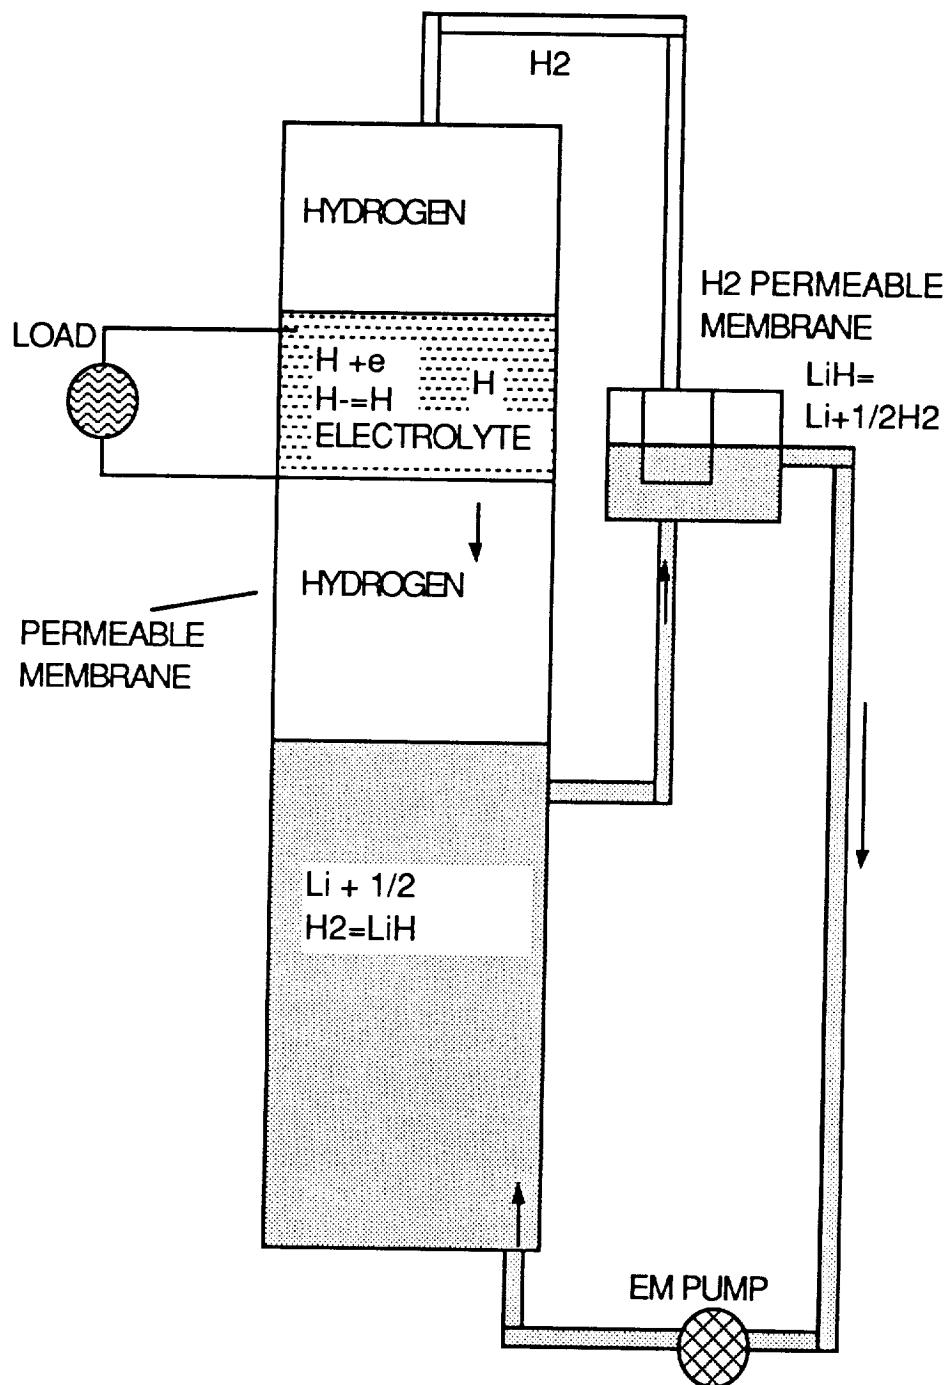 H2
HYDROGEN
H2 PERMEABLE
MEMBRANE
LiH=
Li+1/2H2
LOAD
H +e
H-=H
H
ELECTROLYTE
HYDROGEN
PERMEABLE
MEMBRANE
Li + 1/2
H2=LiH
EM PUMP